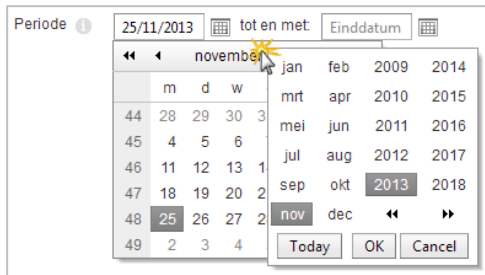 Periode 25/11/2013 tot en met: Einddatum
november
m d w
44 28 29 30
45 4 5 6
46 11 12 13
47 18 19 20
48 25 26 27
49 2 3 4
jan feb 2009 2014
mrt apr 2010 2015
mei jun 2011 2016
jul aug 2012 2017
sep okt 2013 2018
nov dec
Today OK Cancel